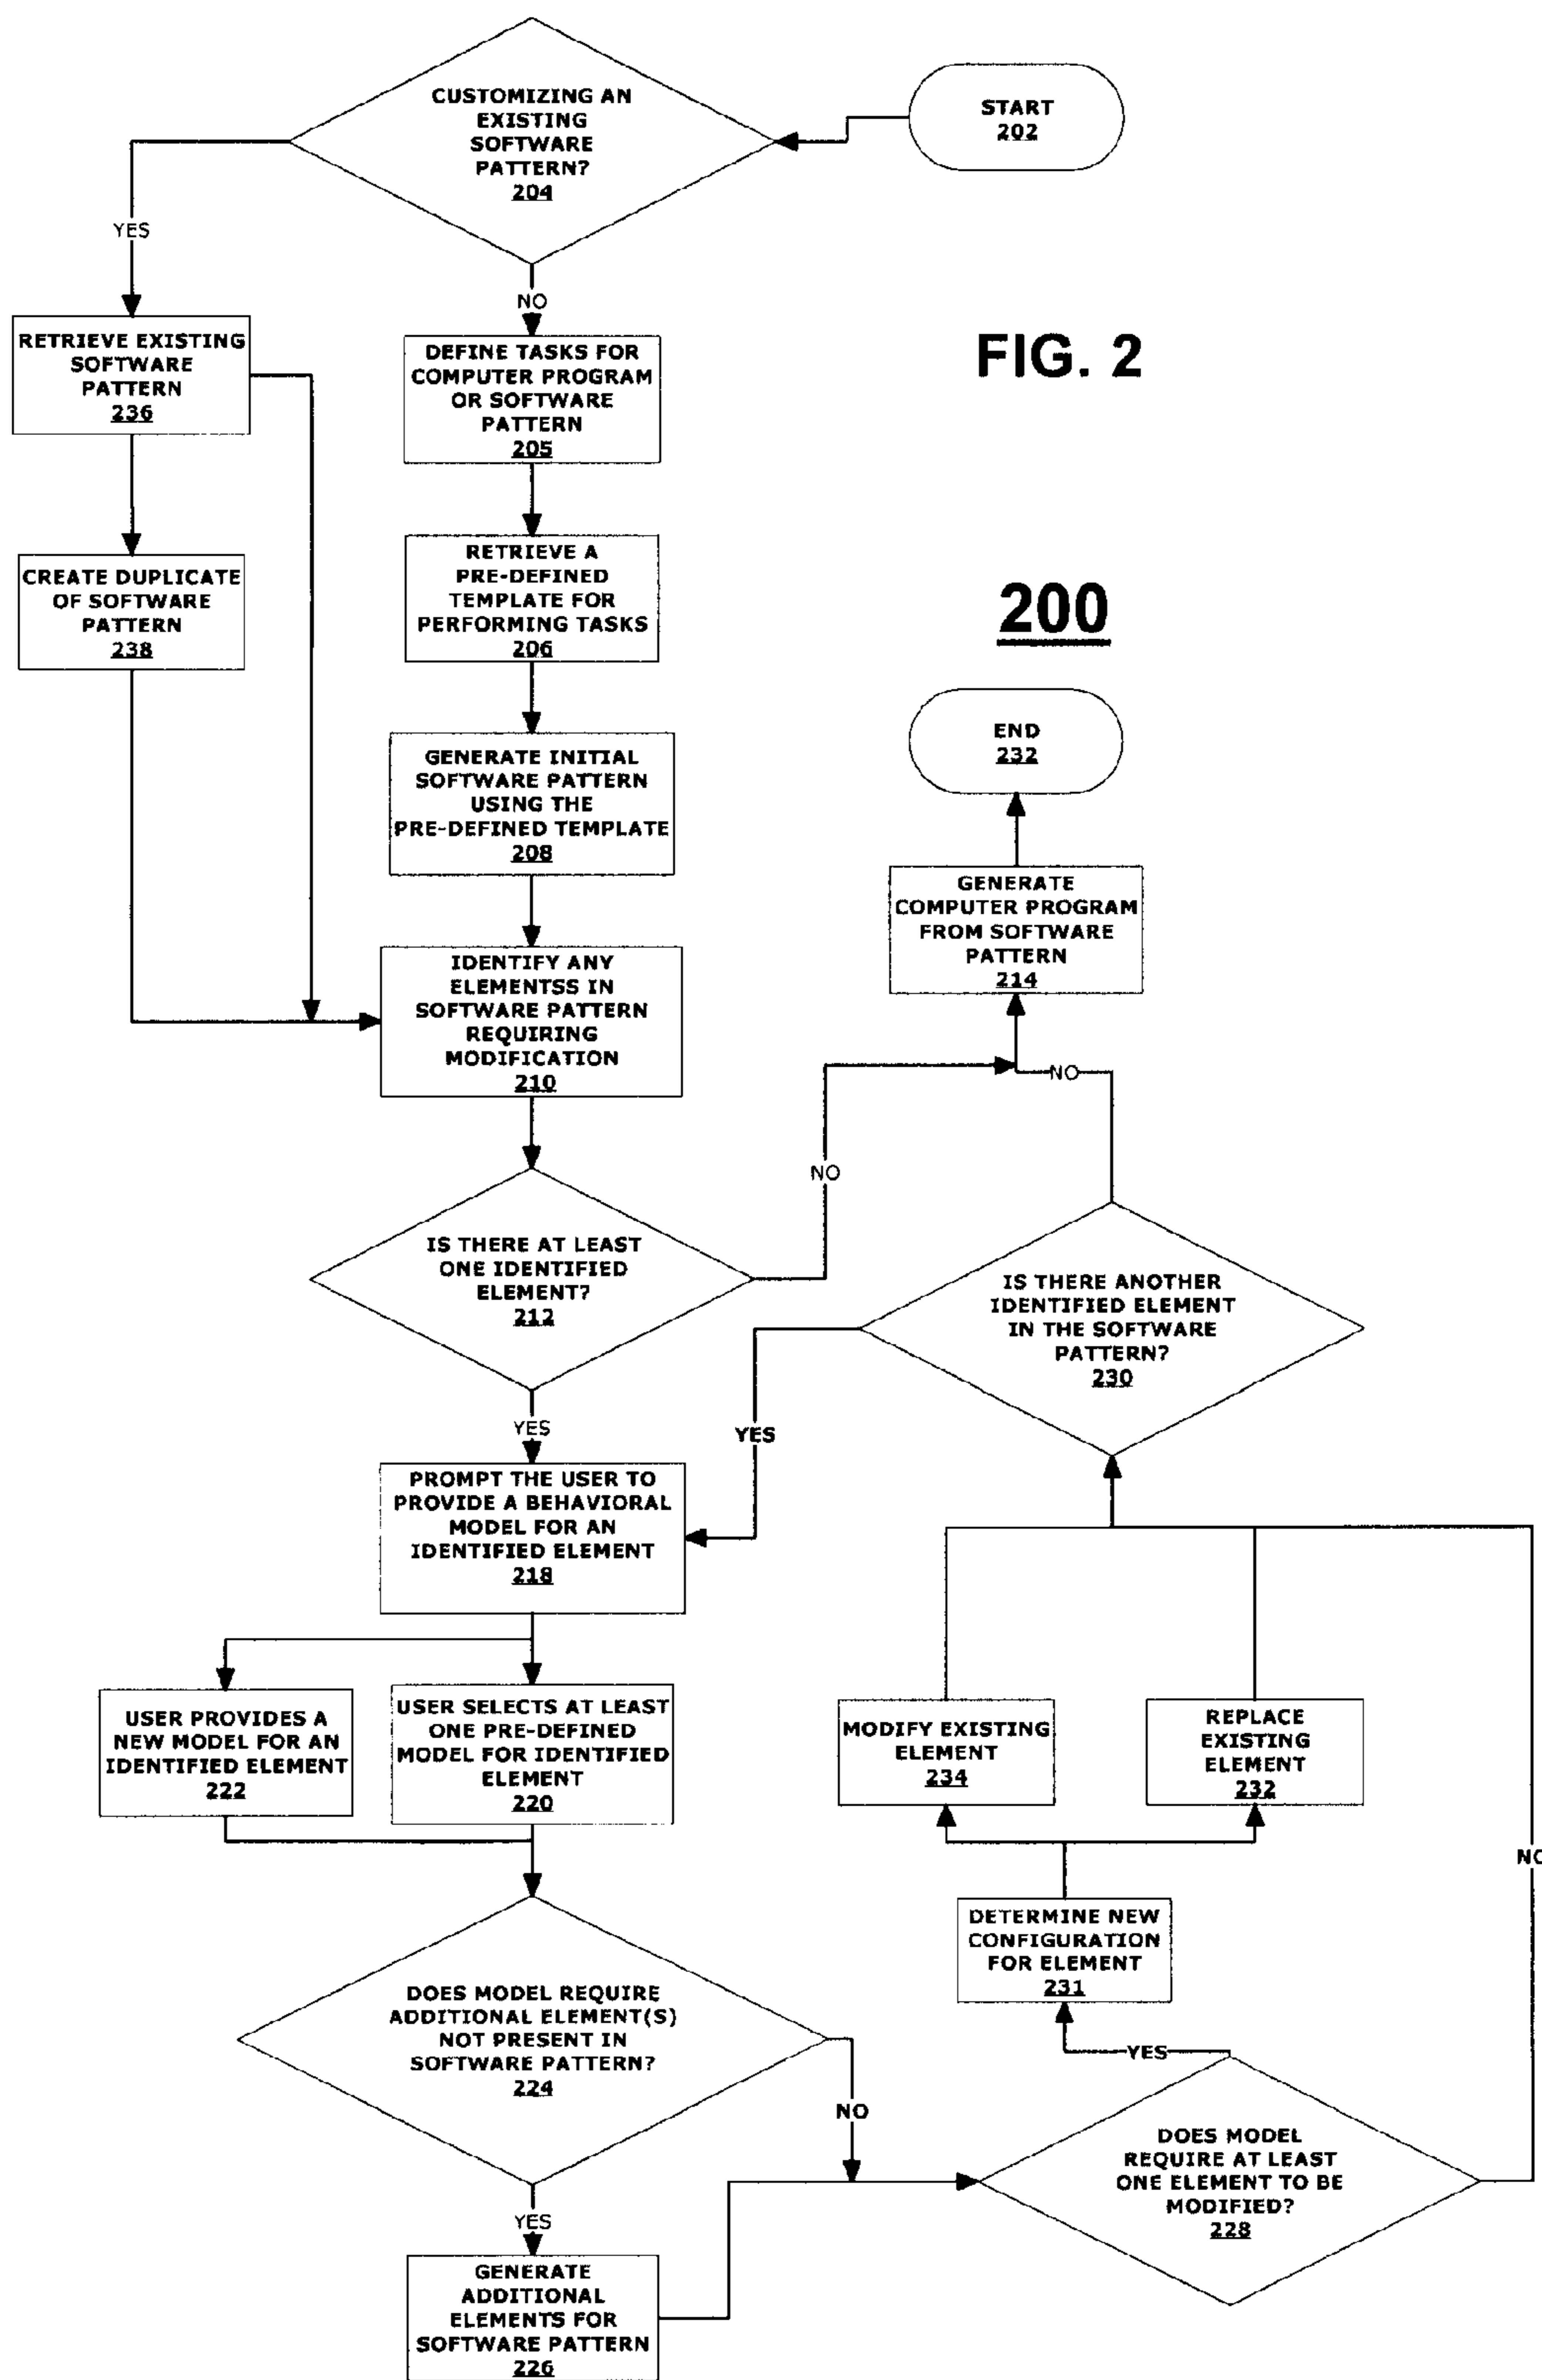 CUSTOMIZING AN
EXISTING
SOFTWARE
PATTERN?
204
START
202
YES
NO
RETRIEVE EXISTING
SOFTWARE
PATTERN
236
DEFINE TASKS FOR
COMPUTER PROGRAM
OR SOFTWARE
PATTERN
205
FIG. 2
CREATE DUPLICATE
OF SOFTWARE
PATTERN
238
RETRIEVE A
PRE-DEFINED
TEMPLATE FOR
PERFORMING TASKS
206
200
END
232
GENERATE INITIAL
SOFTWARE PATTERN
USING THE
PRE-DEFINED TEMPLATE
208
GENERATE
COMPUTER PROGRAM
FROM SOFTWARE
PATTERN
214
IDENTIFY ANY
ELEMENTSS IN
SOFTWARE PATTERN
REQUIRING
MODIFICATION
210
NO
NO
IS THERE AT LEAST
ONE IDENTIFIED
ELEMENT?
212
IS THERE ANOTHER
IDENTIFIED ELEMENT
IN THE SOFTWARE
PATTERN?
230
YES
YES
PROMPT THE USER TO
PROVIDE A BEHAVIORAL
MODEL FOR AN
IDENTIFIED ELEMENT
218
USER PROVIDES A
NEW MODEL FOR AN
IDENTIFIED ELEMENT
222
USER SELECTS AT LEAST
ONE PRE-DEFINED
MODEL FOR IDENTIFIED
ELEMENT
220
MODIFY EXISTING
ELEMENT
234
REPLACE
EXISTING
ELEMENT
232
NO
DETERMINE NEW
CONFIGURATION
FOR ELEMENT
231
DOES MODEL REQUIRE
ADDITIONAL ELEMENT(S)
NOT PRESENT IN
SOFTWARE PATTERN?
224
YES
NO
DOES MODEL
REQUIRE AT LEAST
ONE ELEMENT TO BE
MODIFIED?
228
YES
GENERATE
ADDITIONAL
ELEMENTS FOR
SOFTWARE PATTERN
226